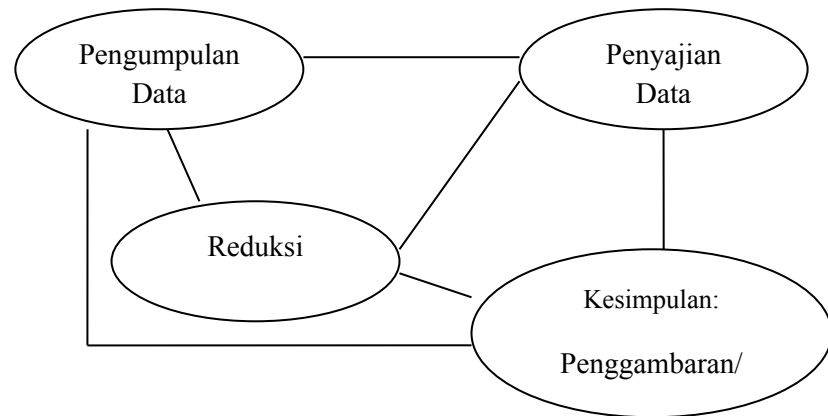 Pengumpulan
Data
Penyajian
Data
Reduksi
Kesimpulan:
Penggambaran/